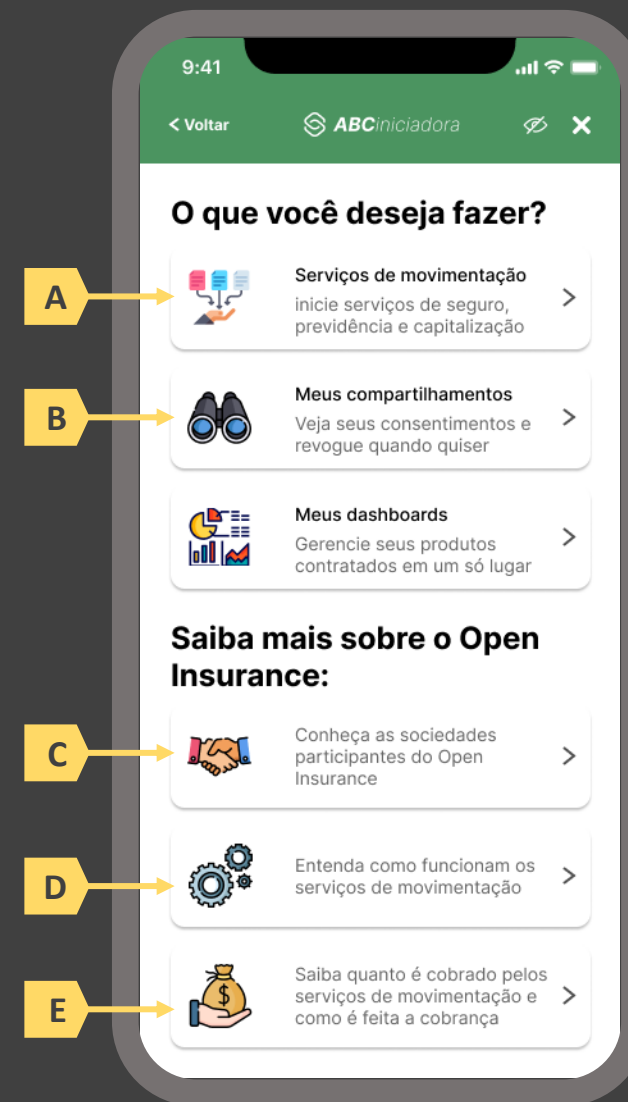 9:41
< Voltar
ABCiniciadora
O que você deseja fazer?
A
Serviços de movimentação
inicie serviços de seguro,
previdência e capitalização
B
Meus compartilhamentos
Veja seus consentimentos e
revogue quando quiser
Meus dashboards
Gerencie seus produtos
contratados em um só lugar
Saiba mais sobre o Open
Insurance:
C
Conheça as sociedades
participantes do Open
Insurance
D
Entenda como funcionam os
serviços de movimentação
E
$
Saiba quanto é cobrado pelos
serviços de movimentação e
como é feita a cobrança